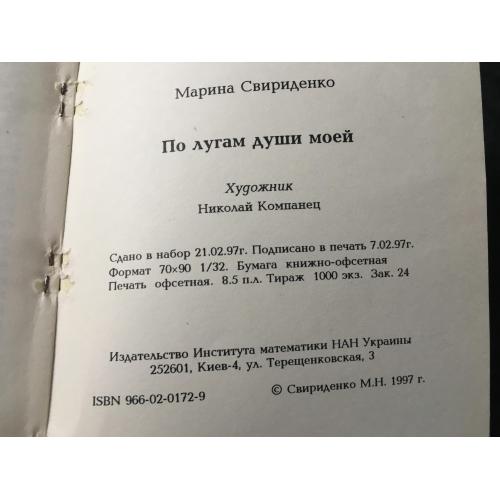 Марина Свириденко
По лугам души моей
Художник
Николай Компанец
Сдано в набор 21.02.97г. Подписано в печать 7.02.97г.
Формат 70×90 1/32. Бумага книжно-офсетная
Печать офсетная. 8.5 п.л. Тираж 1000 экз. Зак. 24
Издательство Института математики НАН Украины
252601, Киев-4, ул. Терещенковская, 3
ISBN 966-02-0172-9
© Свириденко М.Н. 1997 г.